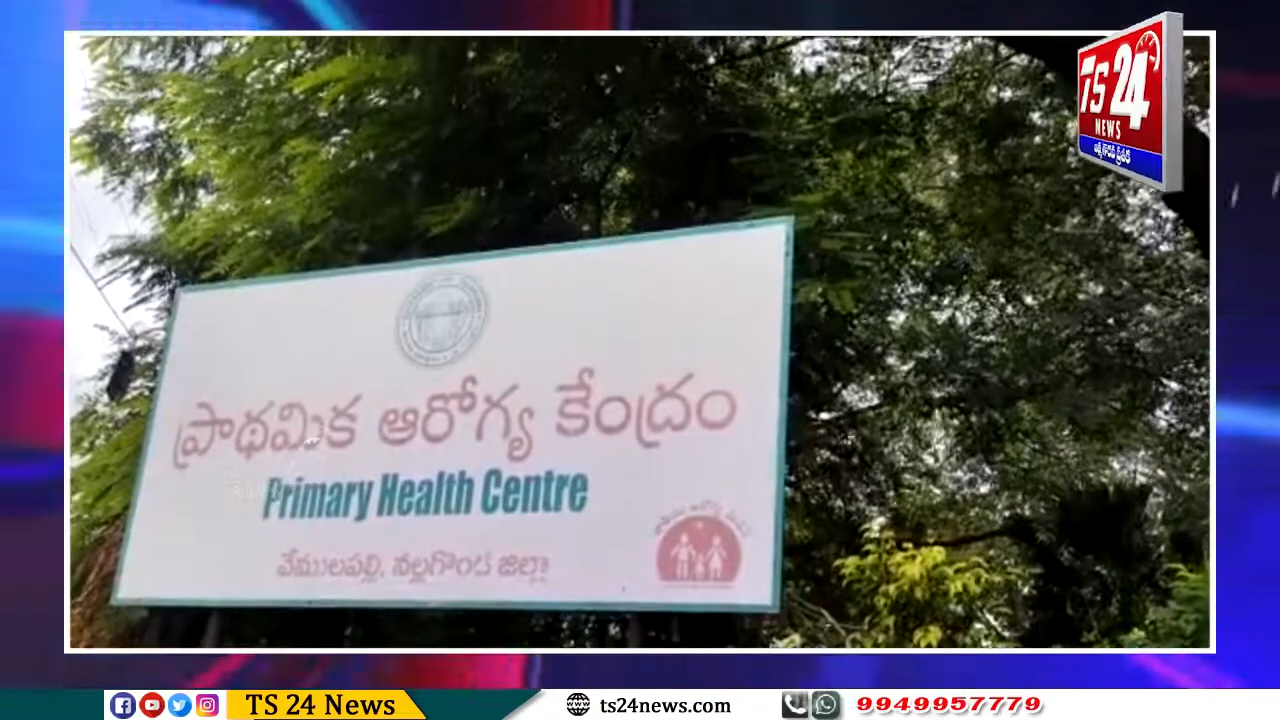 TS 24
NEWS
ప్రాథమిక ఆరోగ్య కేంద్రం
Primary Health Centre
వేములపల్లి, నల్లగొండ జిల్లా
TS 24 News
ts24news.com
9949957779